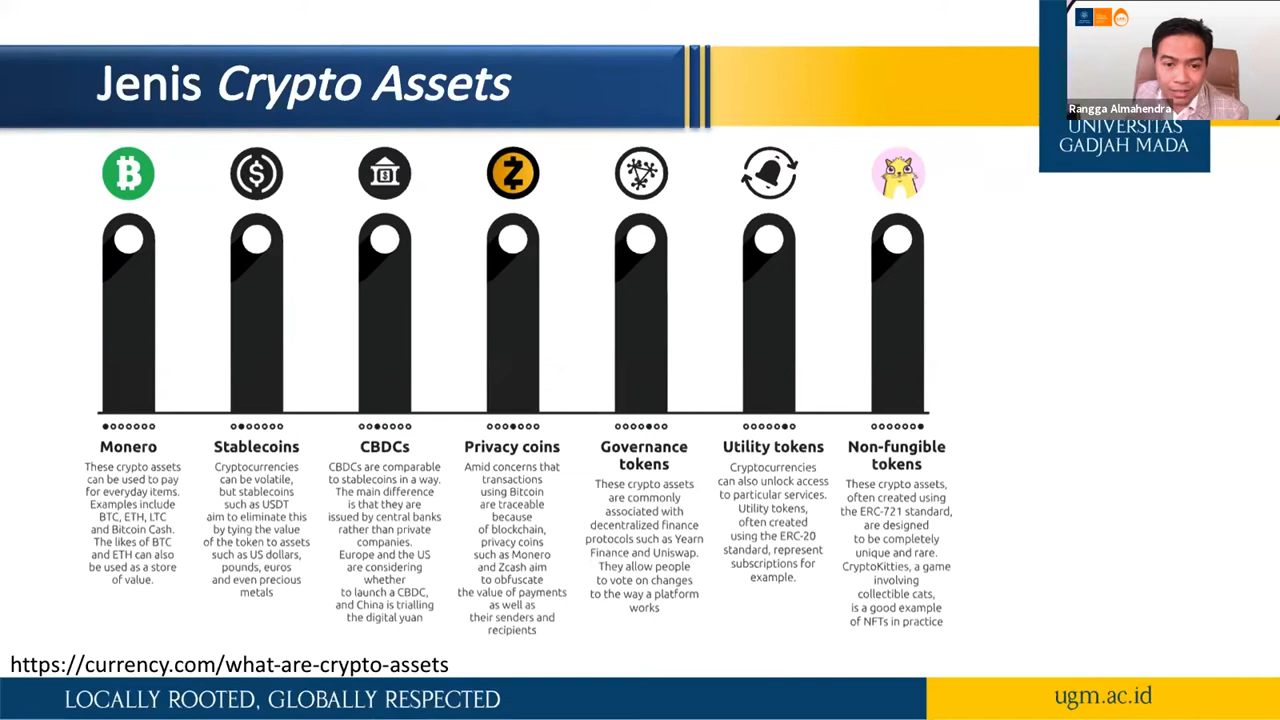 Jenis Crypto Assets
Rangga Almahendra
UNIVERSITAS
GADJAH MADA
Monero
These crypto assets
can be used to pay
for everyday items.
Examples include
BTC, ETH, LTC
and Bitcoin Cash.
The likes of BTC
and ETH can also
be used as a store
of value.
Stablecoins
Cryptocurrencies
can be volatile,
but stablecoins
such as USDT
aim to eliminate this
by tying the value
of the token to assets
such as US dollars,
pounds, euros
and even precious
metals
CBDCs
CBDCs are comparable
to stablecoins in a way.
The main difference
is that they are
issued by central banks
rather than private
companies.
Europe and the US
are considering
whether
to launch a CBDC,
and China is trialling
the digital yuan
Privacy coins
Amid concerns that
transactions
using Bitcoin
are traceable
because
of blockchain,
privacy coins
such as Monero
and Zcash aim
to obfuscate
the value of payments
as well as
their senders and
recipients
Governance
tokens
These crypto assets
are commonly
associated with
decentralized finance
protocols such as Yearn
Finance and Uniswap.
They allow people
to vote on changes
to the way a platform
works
Utility tokens
Cryptocurrencies
can also unlock access
to particular services.
Utility tokens,
often created
using the ERC-20
standard, represent
subscriptions for
example.
Non-fungible
tokens
These crypto assets,
often created using
the ERC-721 standard,
are designed
to be completely
unique and rare.
CryptoKitties, a game
involving
collectible cats,
is a good example
of NFTs in practice
https://currency.com/what-are-crypto-assets
LOCALLY ROOTED, GLOBALLY RESPECTED
ugm.ac.id